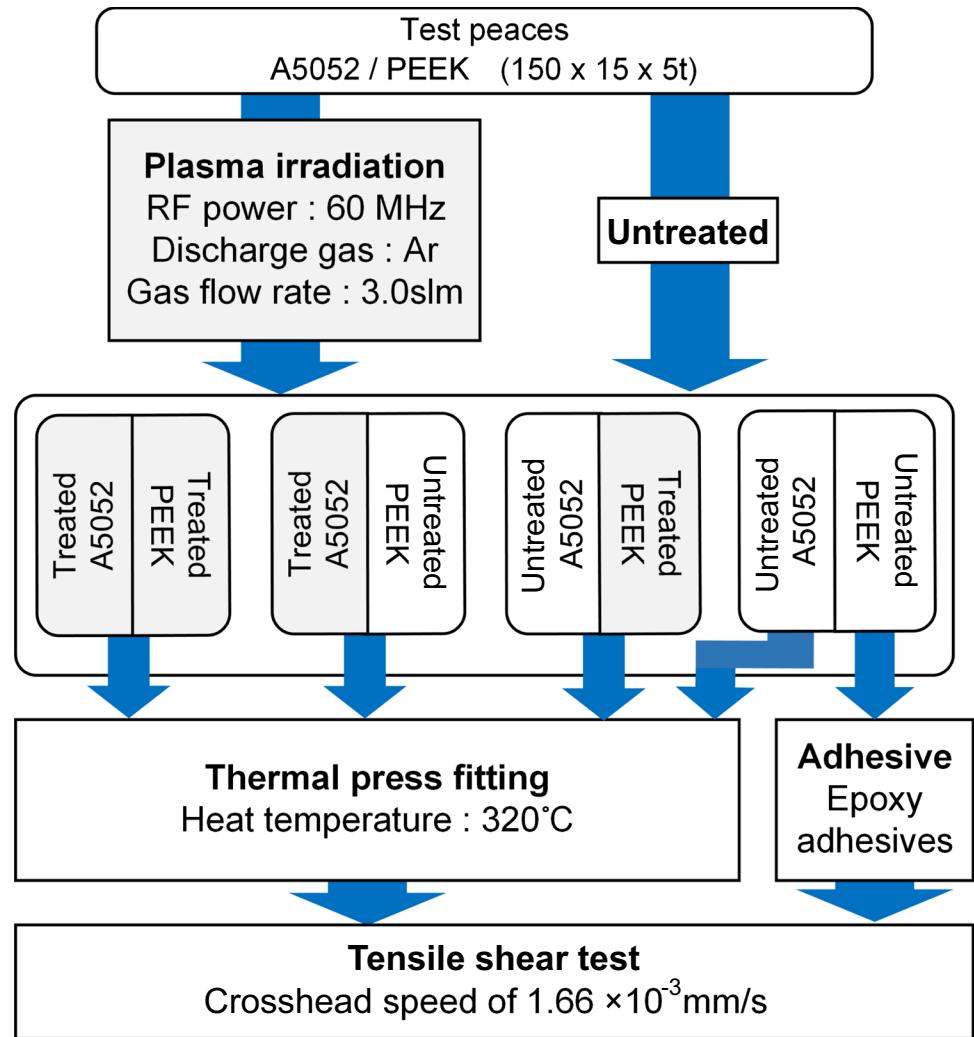 Test peaces
A5052 / PEEK (150 x 15 x 5t)
Plasma irradiation
RF power : 60 MHz
Discharge gas : Ar
Gas flow rate : 3.0slm
Untreated
Treated
A5052
Treated
PEEK
Treated
A5052
Untreated
PEEK
Untreated
A5052
Treated
PEEK
Untreated
A5052
Untreated
PEEK
Thermal press fitting
Heat temperature : 320℃
Adhesive
Epoxy
adhesives
Tensile shear test
Crosshead speed of 1.66 ×10⁻³mm/s